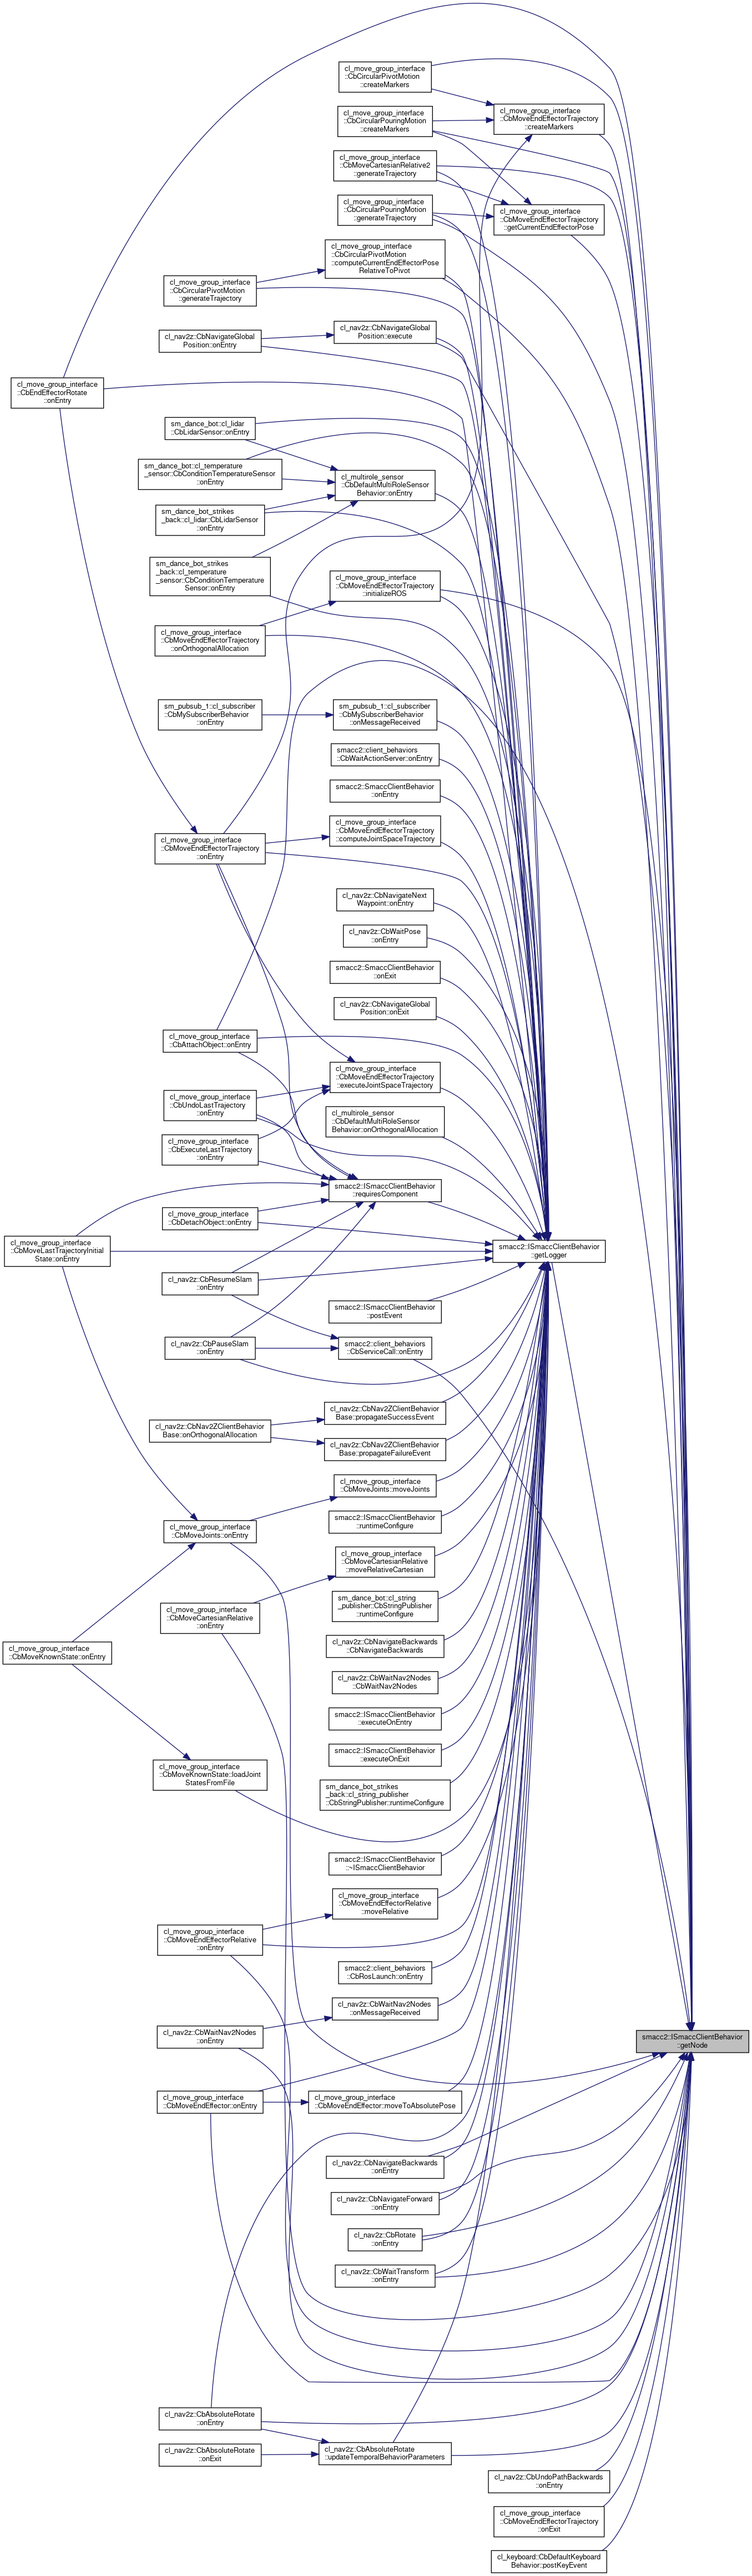 cl_move_group_interface
::CbCircularPivotMotion
::createMarkers
cl_move_group_interface
::CbMoveEndEffectorTrajectory
::createMarkers
cl_move_group_interface
::CbCircularPouringMotion
::createMarkers
cl_move_group_interface
::CbMoveCartesianRelative2
::generateTrajectory
cl_move_group_interface
::CbCircularPouringMotion
::generateTrajectory
cl_move_group_interface
::CbMoveEndEffectorTrajectory
::getCurrentEndEffectorPose
cl_move_group_interface
::CbCircularPivotMotion
::computeCurrentEndEffectorPose
RelativeToPivot
cl_move_group_interface
::CbCircularPivotMotion
::generateTrajectory
cl_nav2z::CbNavigateGlobal
Position::execute
cl_nav2z::CbNavigateGlobal
Position::onEntry
cl_move_group_interface
::CbEndEffectorRotate
::onEntry
sm_dance_bot::cl_lidar
::CbLidarSensor::onEntry
sm_dance_bot::cl_temperature
_sensor::CbConditionTemperatureSensor
::onEntry
cl_multirole_sensor
::CbDefaultMultiRoleSensor
Behavior::onEntry
sm_dance_bot_strikes
_back::cl_lidar::CbLidarSensor
::onEntry
sm_dance_bot_strikes
_back::cl_temperature
_sensor::CbConditionTemperature
Sensor::onEntry
cl_move_group_interface
::CbMoveEndEffectorTrajectory
::initializeROS
cl_move_group_interface
::CbMoveEndEffectorTrajectory
::onOrthogonalAllocation
sm_pubsub_1::cl_subscriber
::CbMySubscriberBehavior
::onEntry
sm_pubsub_1::cl_subscriber
::CbMySubscriberBehavior
::onMessageReceived
smacc2::client_behaviors
::CbWaitActionServer::onEntry
smacc2::SmaccClientBehavior
::onEntry
cl_move_group_interface
::CbMoveEndEffectorTrajectory
::computeJointSpaceTrajectory
cl_move_group_interface
::CbMoveEndEffectorTrajectory
::onEntry
cl_nav2z::CbNavigateNext
Waypoint::onEntry
cl_nav2z::CbWaitPose
::onEntry
smacc2::SmaccClientBehavior
::onExit
cl_nav2z::CbNavigateGlobal
Position::onExit
cl_move_group_interface
::CbAttachObject::onEntry
cl_move_group_interface
::CbMoveEndEffectorTrajectory
::executeJointSpaceTrajectory
cl_move_group_interface
::CbUndoLastTrajectory
::onEntry
cl_multirole_sensor
::CbDefaultMultiRoleSensor
Behavior::onOrthogonalAllocation
cl_move_group_interface
::CbExecuteLastTrajectory
::onEntry
smacc2::ISmaccClientBehavior
::requiresComponent
cl_move_group_interface
::CbDetachObject::onEntry
cl_move_group_interface
::CbMoveLastTrajectoryInitial
State::onEntry
smacc2::ISmaccClientBehavior
::getLogger
cl_nav2z::CbResumeSlam
::onEntry
smacc2::ISmaccClientBehavior
::postEvent
cl_nav2z::CbPauseSlam
::onEntry
smacc2::client_behaviors
::CbServiceCall::onEntry
cl_nav2z::CbNav2ZClientBehavior
Base::propagateSuccessEvent
cl_nav2z::CbNav2ZClientBehavior
Base::onOrthogonalAllocation
cl_nav2z::CbNav2ZClientBehavior
Base::propagateFailureEvent
cl_move_group_interface
::CbMoveJoints::moveJoints
cl_move_group_interface
::CbMoveJoints::onEntry
smacc2::ISmaccClientBehavior
::runtimeConfigure
cl_move_group_interface
::CbMoveCartesianRelative
::moveRelativeCartesian
cl_move_group_interface
::CbMoveCartesianRelative
::onEntry
sm_dance_bot::cl_string
_publisher::CbStringPublisher
::runtimeConfigure
cl_move_group_interface
::CbMoveKnownState::onEntry
cl_nav2z::CbNavigateBackwards
::CbNavigateBackwards
cl_nav2z::CbWaitNav2Nodes
::CbWaitNav2Nodes
smacc2::ISmaccClientBehavior
::executeOnEntry
smacc2::ISmaccClientBehavior
::executeOnExit
cl_move_group_interface
::CbMoveKnownState::loadJoint
StatesFromFile
sm_dance_bot_strikes
_back::cl_string_publisher
::CbStringPublisher::runtimeConfigure
smacc2::ISmaccClientBehavior
::~ISmaccClientBehavior
cl_move_group_interface
::CbMoveEndEffectorRelative
::moveRelative
cl_move_group_interface
::CbMoveEndEffectorRelative
::onEntry
smacc2::client_behaviors
::CbRosLaunch::onEntry
cl_nav2z::CbWaitNav2Nodes
::onMessageReceived
cl_nav2z::CbWaitNav2Nodes
::onEntry
smacc2::ISmaccClientBehavior
::getNode
cl_move_group_interface
::CbMoveEndEffector::onEntry
cl_move_group_interface
::CbMoveEndEffector::moveToAbsolutePose
cl_nav2z::CbNavigateBackwards
::onEntry
cl_nav2z::CbNavigateForward
::onEntry
cl_nav2z::CbRotate
::onEntry
cl_nav2z::CbWaitTransform
::onEntry
cl_nav2z::CbAbsoluteRotate
::onEntry
cl_nav2z::CbAbsoluteRotate
::onExit
cl_nav2z::CbAbsoluteRotate
::updateTemporalBehaviorParameters
cl_nav2z::CbUndoPathBackwards
::onEntry
cl_move_group_interface
::CbMoveEndEffectorTrajectory
::onExit
cl_keyboard::CbDefaultKeyboard
Behavior::postKeyEvent